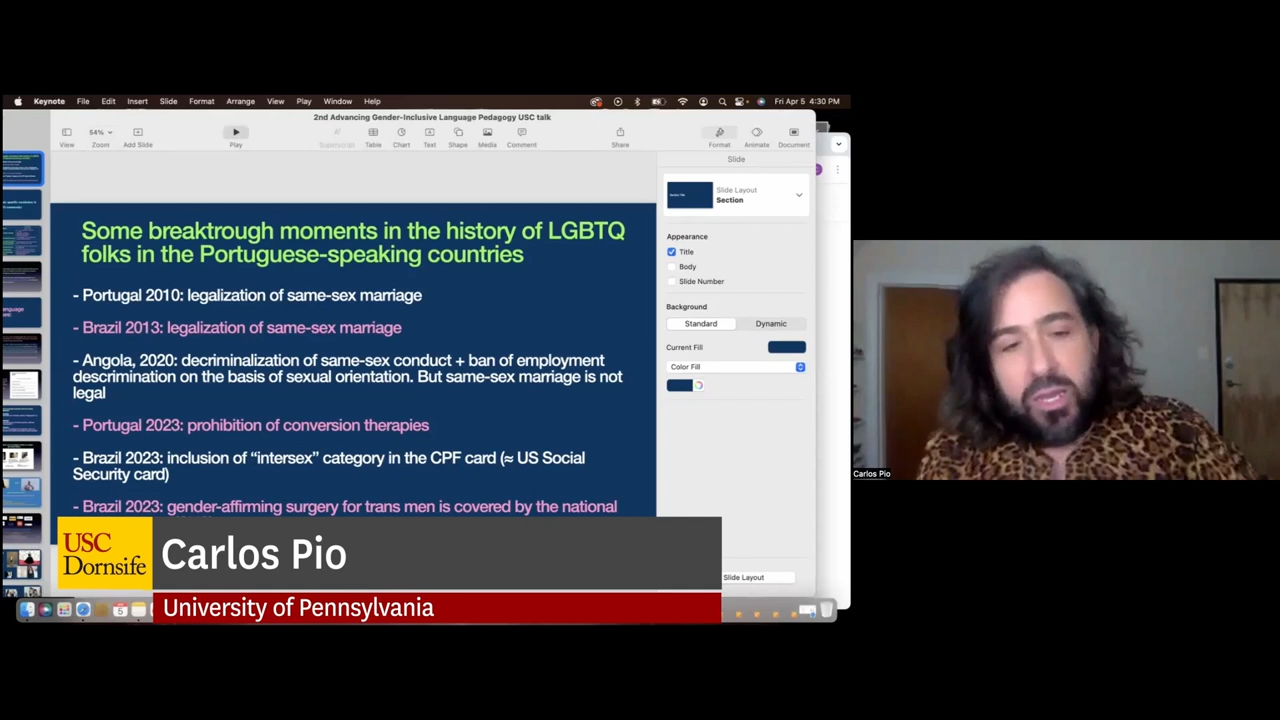 Keynote File Edit Insert Slide Format Arrange View Play Window Help Fri Apr 5 4:30 PM
2nd Advancing Gender-Inclusive Language Pedagogy USC talk
54%
View Zoom Add Slide Play Table Chart Text Shape Media Comment Share Format Animate Document
Slide
Slide Layout
Section
Appearance
Title
Body
Slide Number
Background
Standard Dynamic
Current Fill
Color Fill
Slide Layout
Some breaktrough moments in the history of LGBTQ
folks in the Portuguese-speaking countries
- Portugal 2010: legalization of same-sex marriage
- Brazil 2013: legalization of same-sex marriage
- Angola, 2020: decriminalization of same-sex conduct + ban of employment
descrimination on the basis of sexual orientation. But same-sex marriage is not
legal
- Portugal 2023: prohibition of conversion therapies
- Brazil 2023: inclusion of “intersex” category in the CPF card (≈ US Social
Security card)
- Brazil 2023: gender-affirming surgery for trans men is covered by the national
USC
Dornsife
Carlos Pio
University of Pennsylvania
5
Carlos Pio